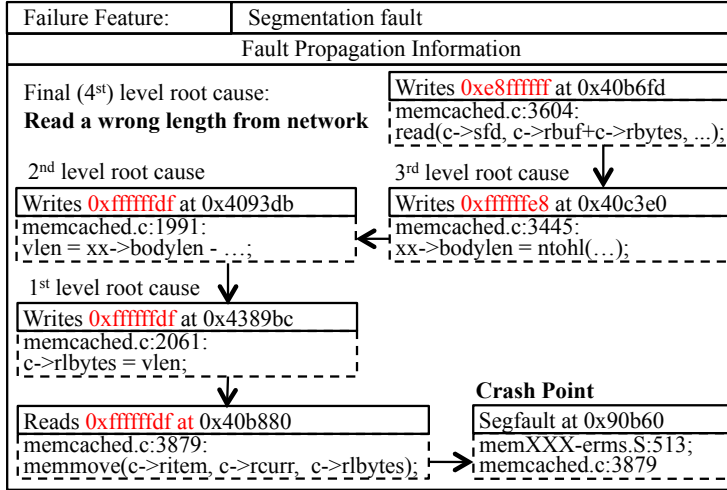 Failure Feature: Segmentation fault
Fault Propagation Information
Final (4st) level root cause:
Read a wrong length from network
Writes 0xe8ffffff at 0x40b6fd
memcached.c:3604:
read(c->sfd, c->rbuf+c->rbytes, ...);
3rd level root cause
Writes 0xffffffe8 at 0x40c3e0
memcached.c:3445:
xx->bodylen = ntohl(…);
2nd level root cause
Writes 0xffffffdf at 0x4093db
memcached.c:1991:
vlen = xx->bodylen - …;
1st level root cause
Writes 0xffffffdf at 0x4389bc
memcached.c:2061:
c->rlbytes = vlen;
Reads 0xffffffdf at 0x40b880
memcached.c:3879:
memmove(c->ritem, c->rcurr, c->rlbytes);
Crash Point
Segfault at 0x90b60
memXXX-erms.S:513;
memcached.c:3879